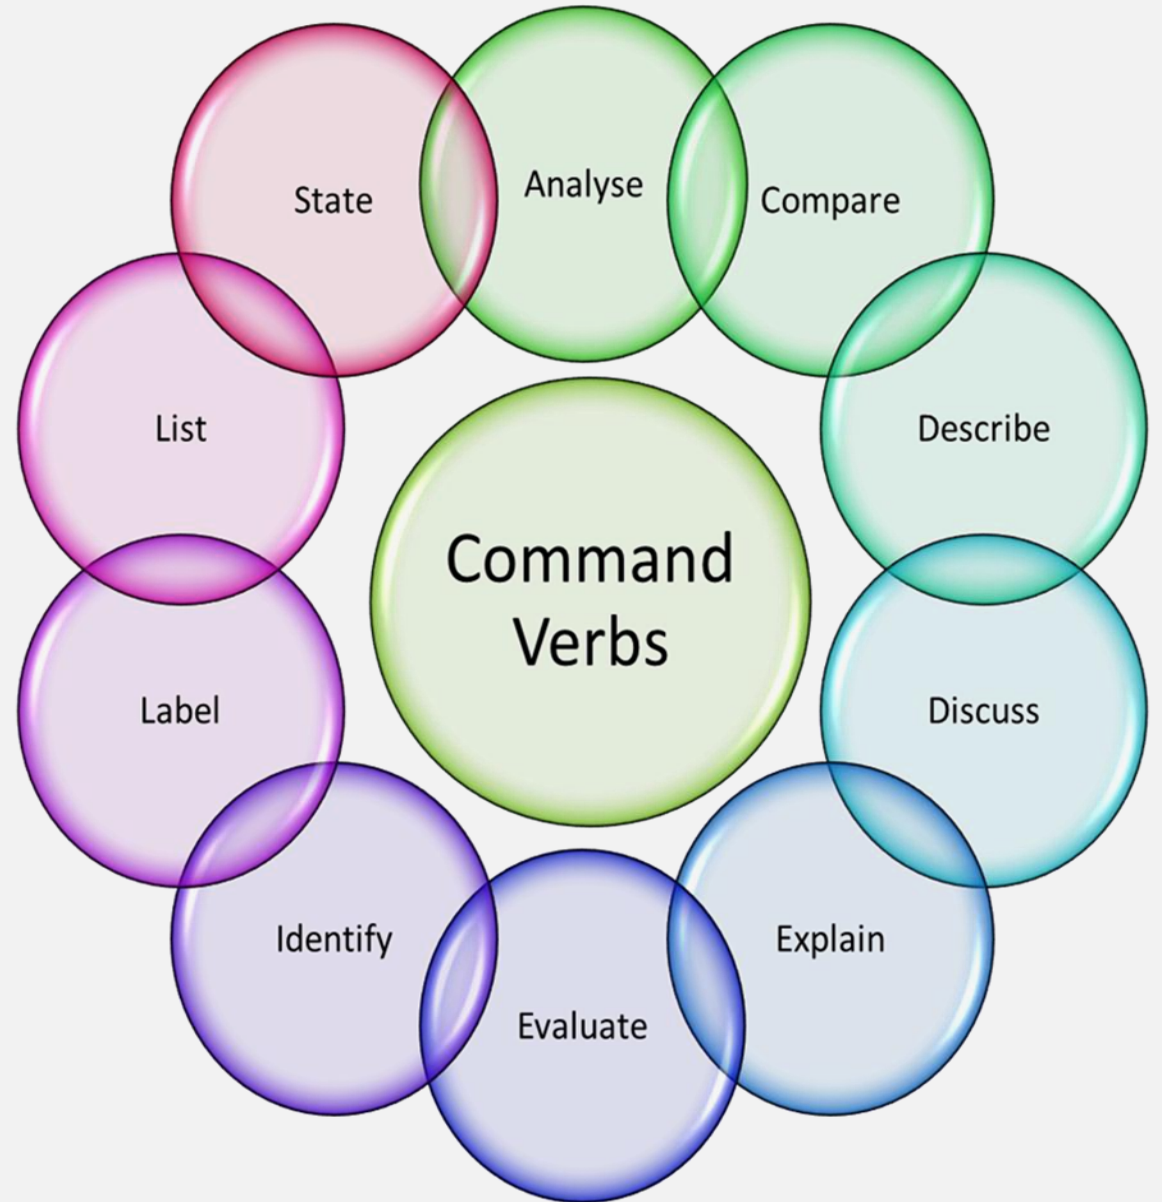 Analyse
Compare
Describe
Discuss
Explain
Evaluate
Identify
Label
List
State
Command
Verbs